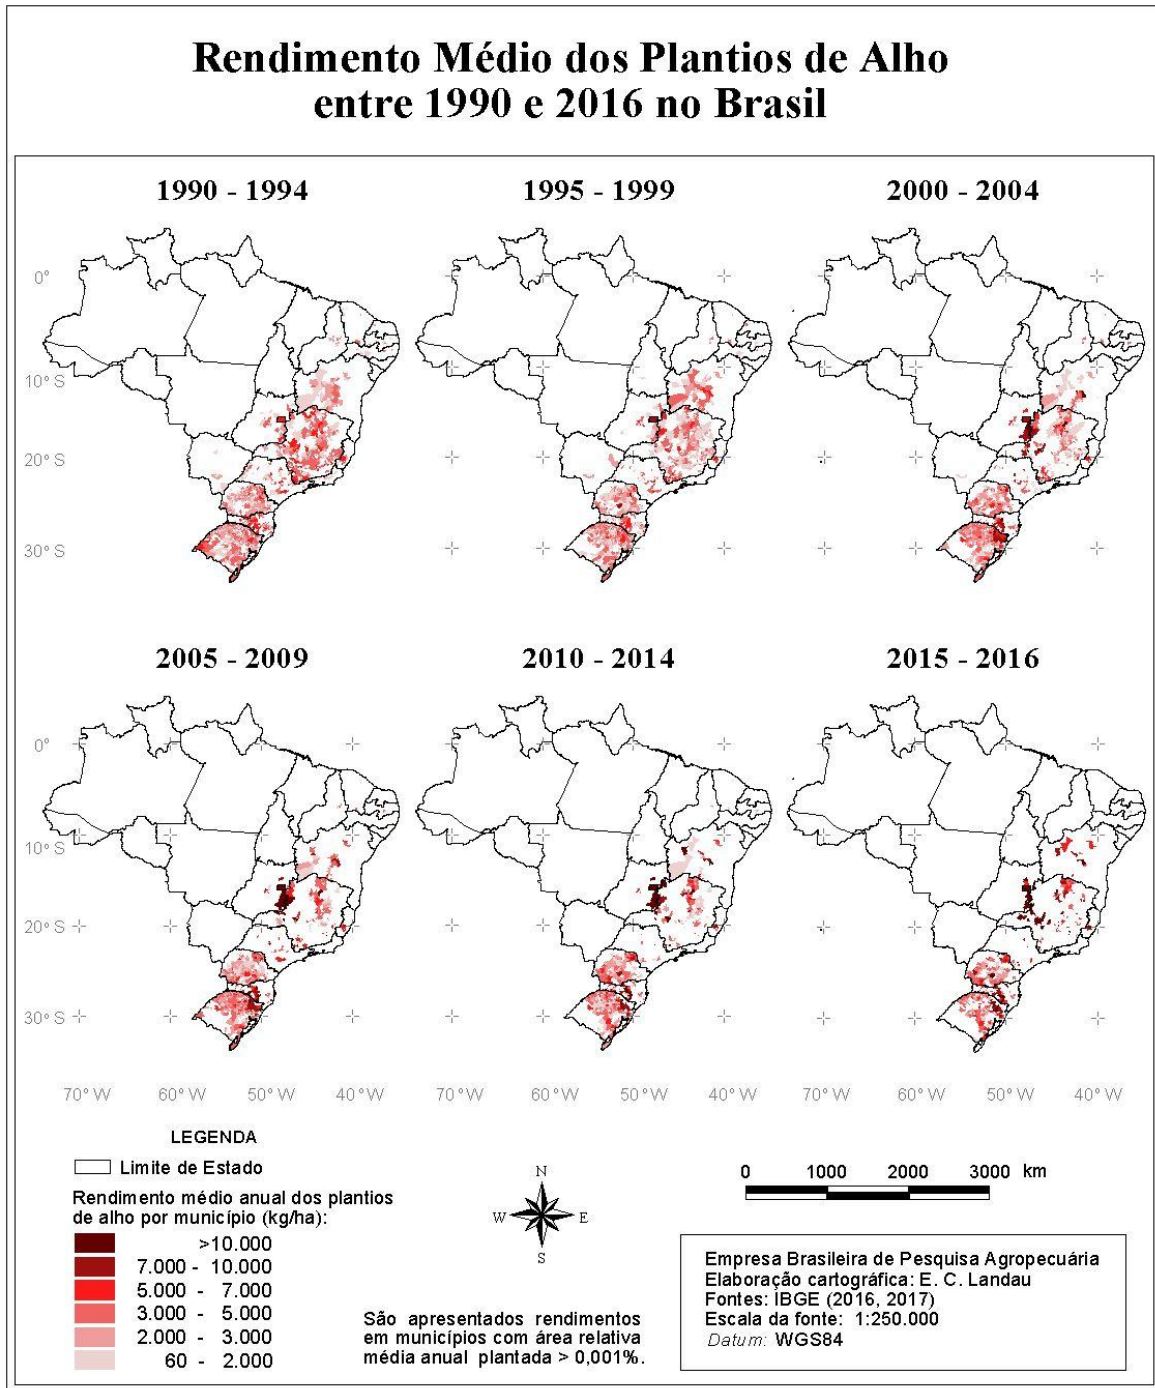 Rendimento Médio dos Plantios de Alho
entre 1990 e 2016 no Brasil
1990 - 1994
1995 - 1999
2000 - 2004
0°
10° S
20° S
30° S
2005 - 2009
2010 - 2014
2015 - 2016
0°
10° S
20° S
30° S
70° W 60° W 50° W 40° W
70° W 60° W 50° W 40° W
70° W 60° W 50° W 40° W
LEGENDA
Limite de Estado
Rendimento médio anual dos plantios
de alho por município (kg/ha):
>10.000
7.000 - 10.000
5.000 - 7.000
3.000 - 5.000
2.000 - 3.000
60 - 2.000
N
W E
S
São apresentados rendimentos
em municípios com área relativa
média anual plantada > 0,001%.
0 1000 2000 3000 km
Empresa Brasileira de Pesquisa Agropecuária
Elaboração cartográfica: E. C. Landau
Fontes: IBGE (2016, 2017)
Escala da fonte: 1:250.000
Datum: WGS84